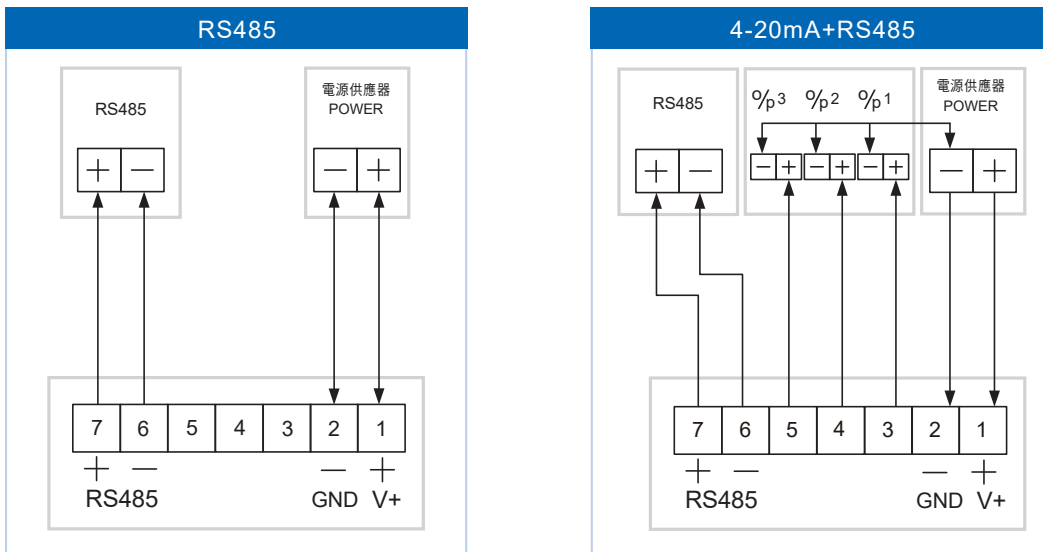 RS485
RS485
電源供應器
POWER
+ −
− +
7 6 5 4 3 2 1
+ − − +
RS485 GND V+
4-20mA+RS485
RS485
O/p3 O/p2 O/p1
電源供應器
POWER
+ −
− + − + − +
− +
7 6 5 4 3 2 1
+ − − +
RS485 GND V+